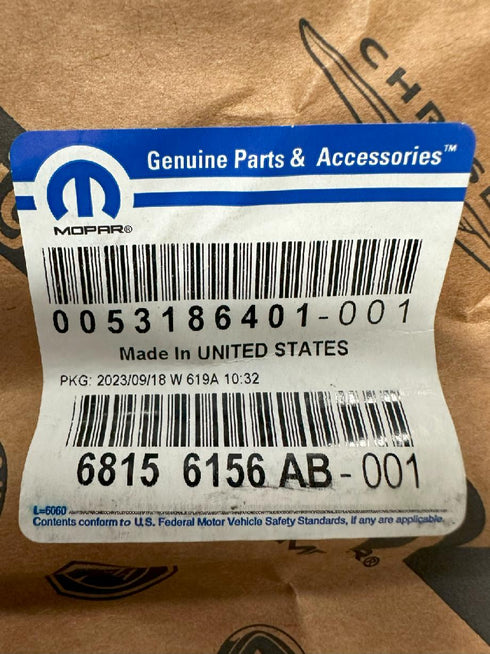 CHR
Genuine Parts & Accessories™
MOPAR®
0053186401-001
Made In UNITED STATES
PKG: 2023/09/18 W 619A 10:32
6815 6156 AB-001
L=6060
Contents conform to U.S. Federal Motor Vehicle Safety Standards, if any are applicable.